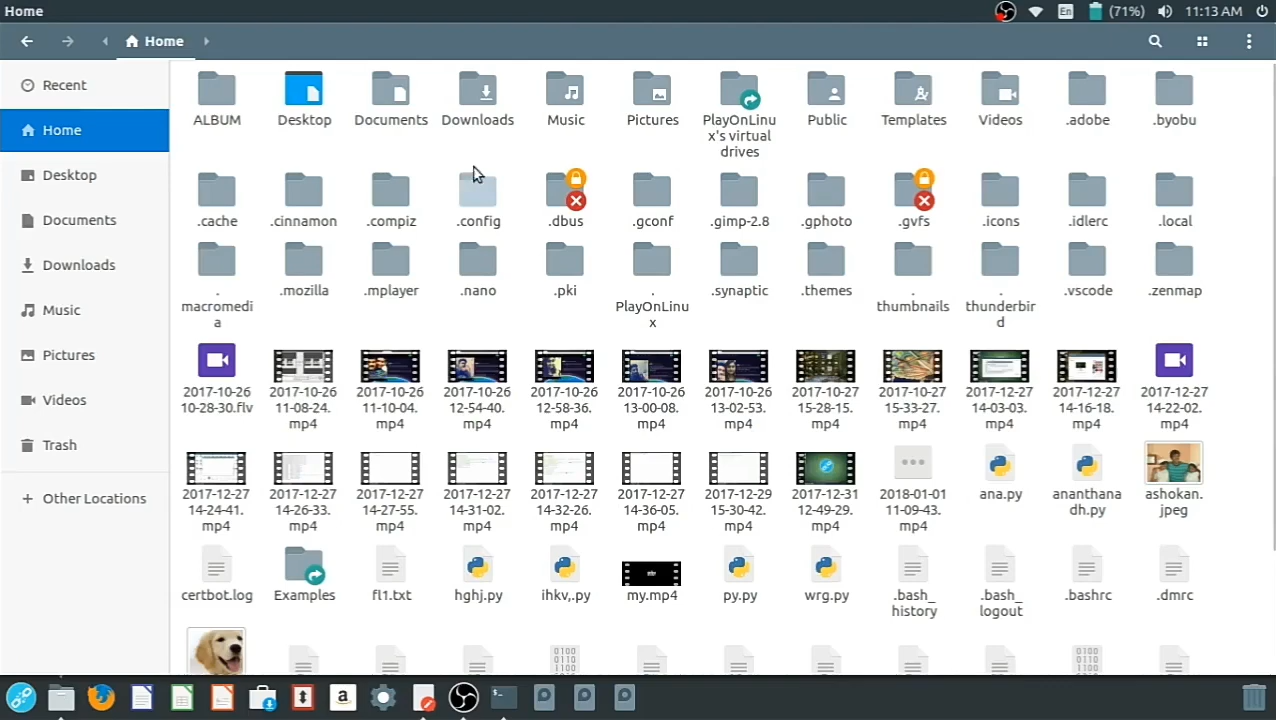 Home
En
(71%)
11:13 AM
Home
Recent
Home
Desktop
Documents
Downloads
Music
Pictures
Videos
Trash
+ Other Locations
ALBUM
Desktop
Documents
Downloads
Music
Pictures
PlayOnLinu
x's virtual
drives
Public
Templates
Videos
.adobe
.byobu
.cache
.cinnamon
.compiz
.config
.dbus
.gconf
.gimp-2.8
.gphoto
.gvfs
.icons
.idlerc
.local
.
macromedi
a
.mozilla
.mplayer
.nano
.pki
.
PlayOnLinu
x
.synaptic
.themes
.
thumbnails
.
thunderbir
d
.vscode
.zenmap
2017-10-26
10-28-30.flv
2017-10-26
11-08-24.
mp4
2017-10-26
11-10-04.
mp4
2017-10-26
12-54-40.
mp4
2017-10-26
12-58-36.
mp4
2017-10-26
13-00-08.
mp4
2017-10-26
13-02-53.
mp4
2017-10-27
15-28-15.
mp4
2017-10-27
15-33-27.
mp4
2017-12-27
14-03-03.
mp4
2017-12-27
14-16-18.
mp4
2017-12-27
14-22-02.
mp4
2017-12-27
14-24-41.
mp4
2017-12-27
14-26-33.
mp4
2017-12-27
14-27-55.
mp4
2017-12-27
14-31-02.
mp4
2017-12-27
14-32-26.
mp4
2017-12-27
14-36-05.
mp4
2017-12-29
15-30-42.
mp4
2017-12-31
12-49-29.
mp4
2018-01-01
11-09-43.
mp4
ana.py
ananthana
dh.py
ashokan.
jpeg
certbot.log
Examples
fl1.txt
hghj.py
ihkv,.py
my.mp4
py.py
wrg.py
.bash_
history
.bash_
logout
.bashrc
.dmrc